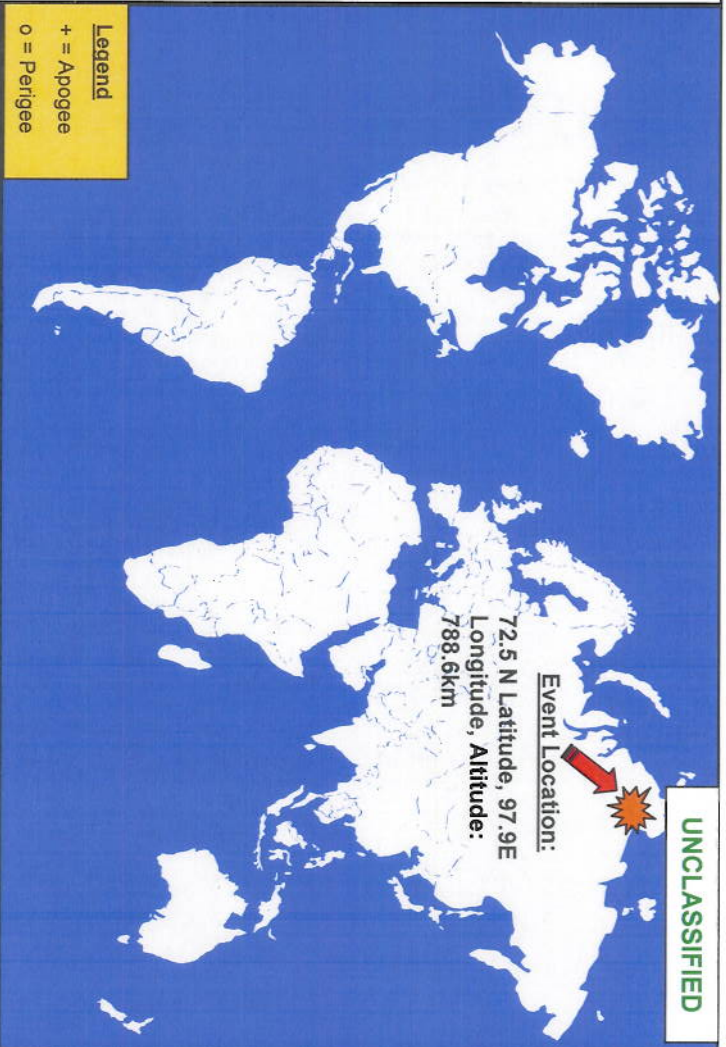 UNCLASSIFIED
Event Location:
72.5 N Latitude, 97.9E
Longitude, Altitude:
788.6km
Legend
+ = Apogee
o = Perigee